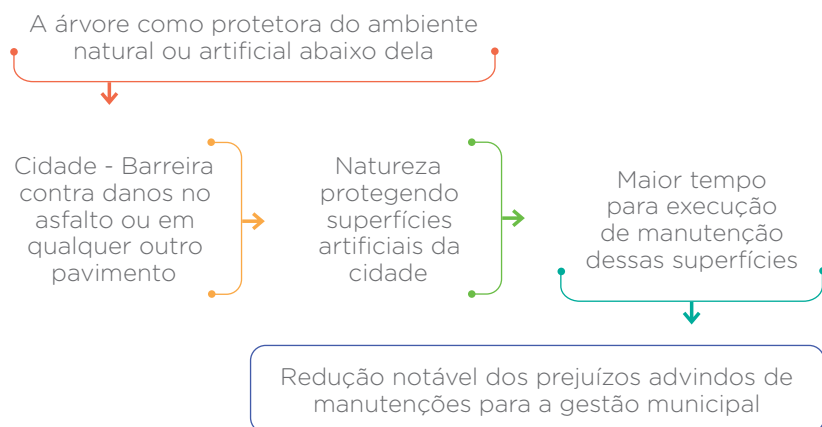 A árvore como protetora do ambiente
natural ou artificial abaixo dela
Cidade - Barreira
contra danos no
asfalto ou em
qualquer outro
pavimento
Natureza
protegendo
superfícies
artificiais da
cidade
Maior tempo
para execução
de manutenção
dessas superfícies
Redução notável dos prejuízos advindos de
manutenções para a gestão municipal